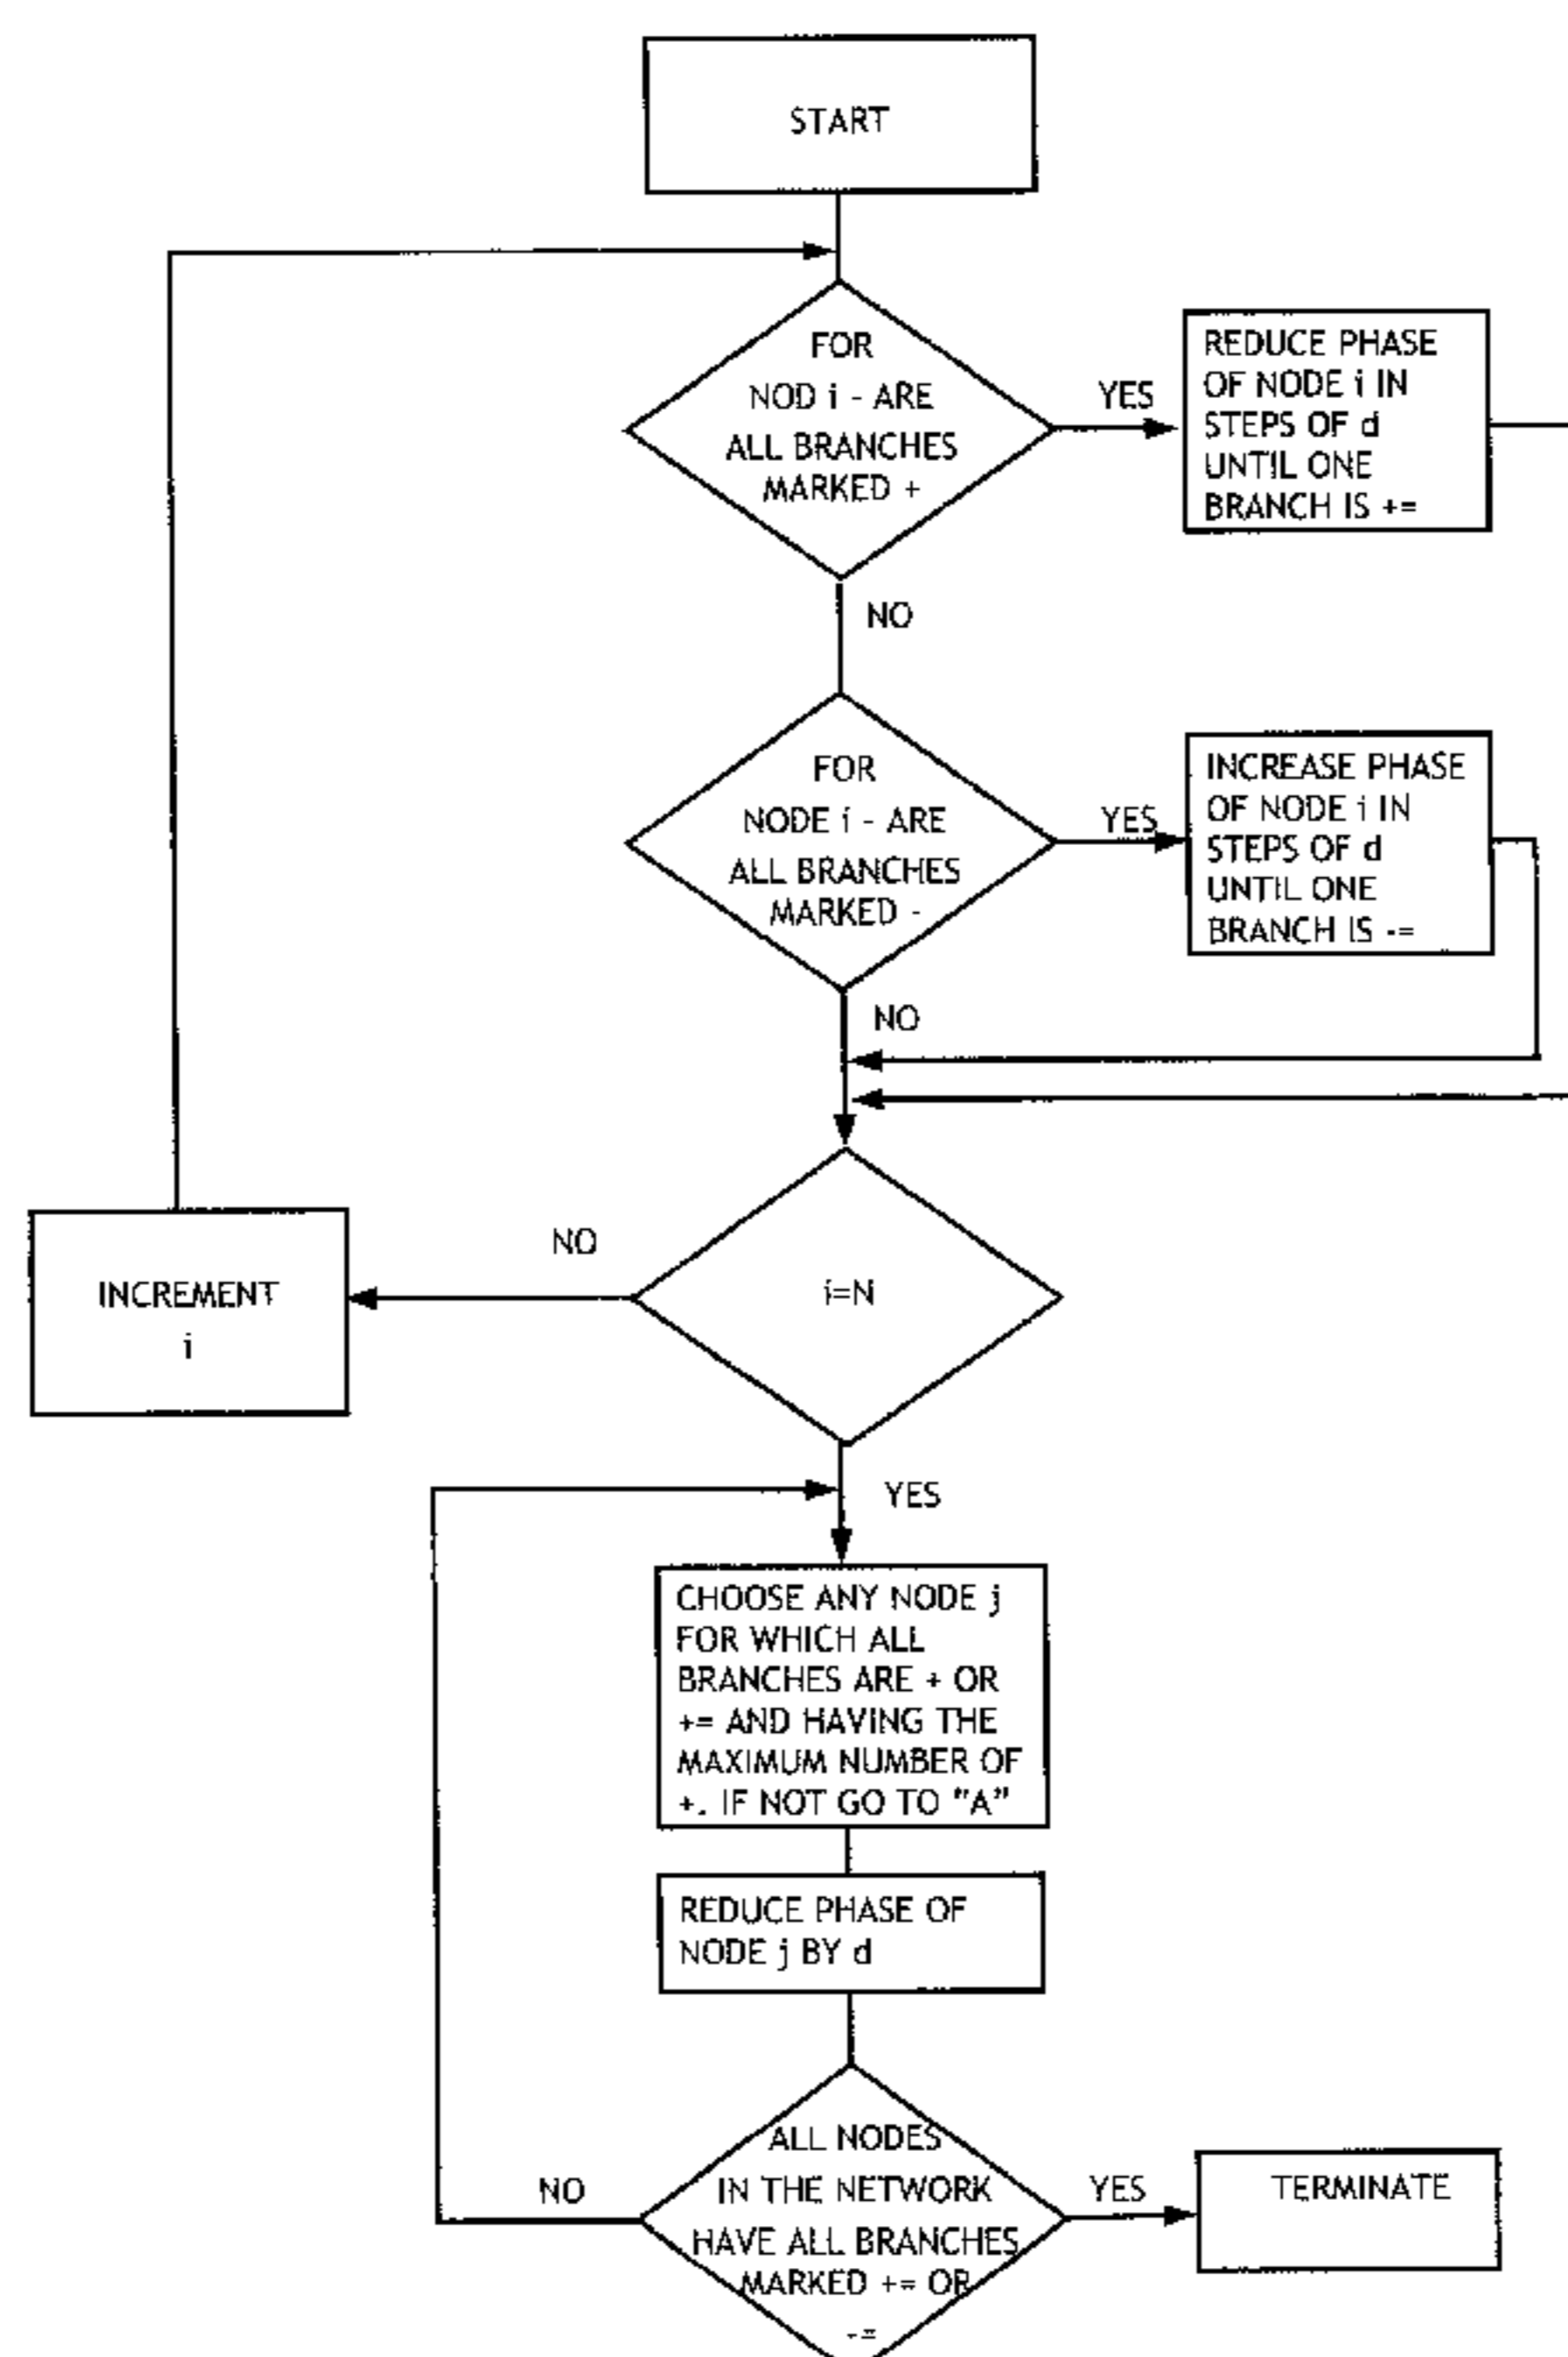 START
FOR
NOD i - ARE
ALL BRANCHES
MARKED +
YES
REDUCE PHASE
OF NODE i IN
STEPS OF d
UNTIL ONE
BRANCH IS +=
NO
FOR
NODE i - ARE
ALL BRANCHES
MARKED -
YES
INCREASE PHASE
OF NODE i IN
STEPS OF d
UNTIL ONE
BRANCH IS -=
NO
i=N
NO
INCREMENT
i
YES
CHOOSE ANY NODE j
FOR WHICH ALL
BRANCHES ARE + OR
+= AND HAVING THE
MAXIMUM NUMBER OF
+. IF NOT GO TO "A"
REDUCE PHASE OF
NODE j BY d
ALL NODES
IN THE NETWORK
HAVE ALL BRANCHES
MARKED += OR
-=
NO
YES
TERMINATE